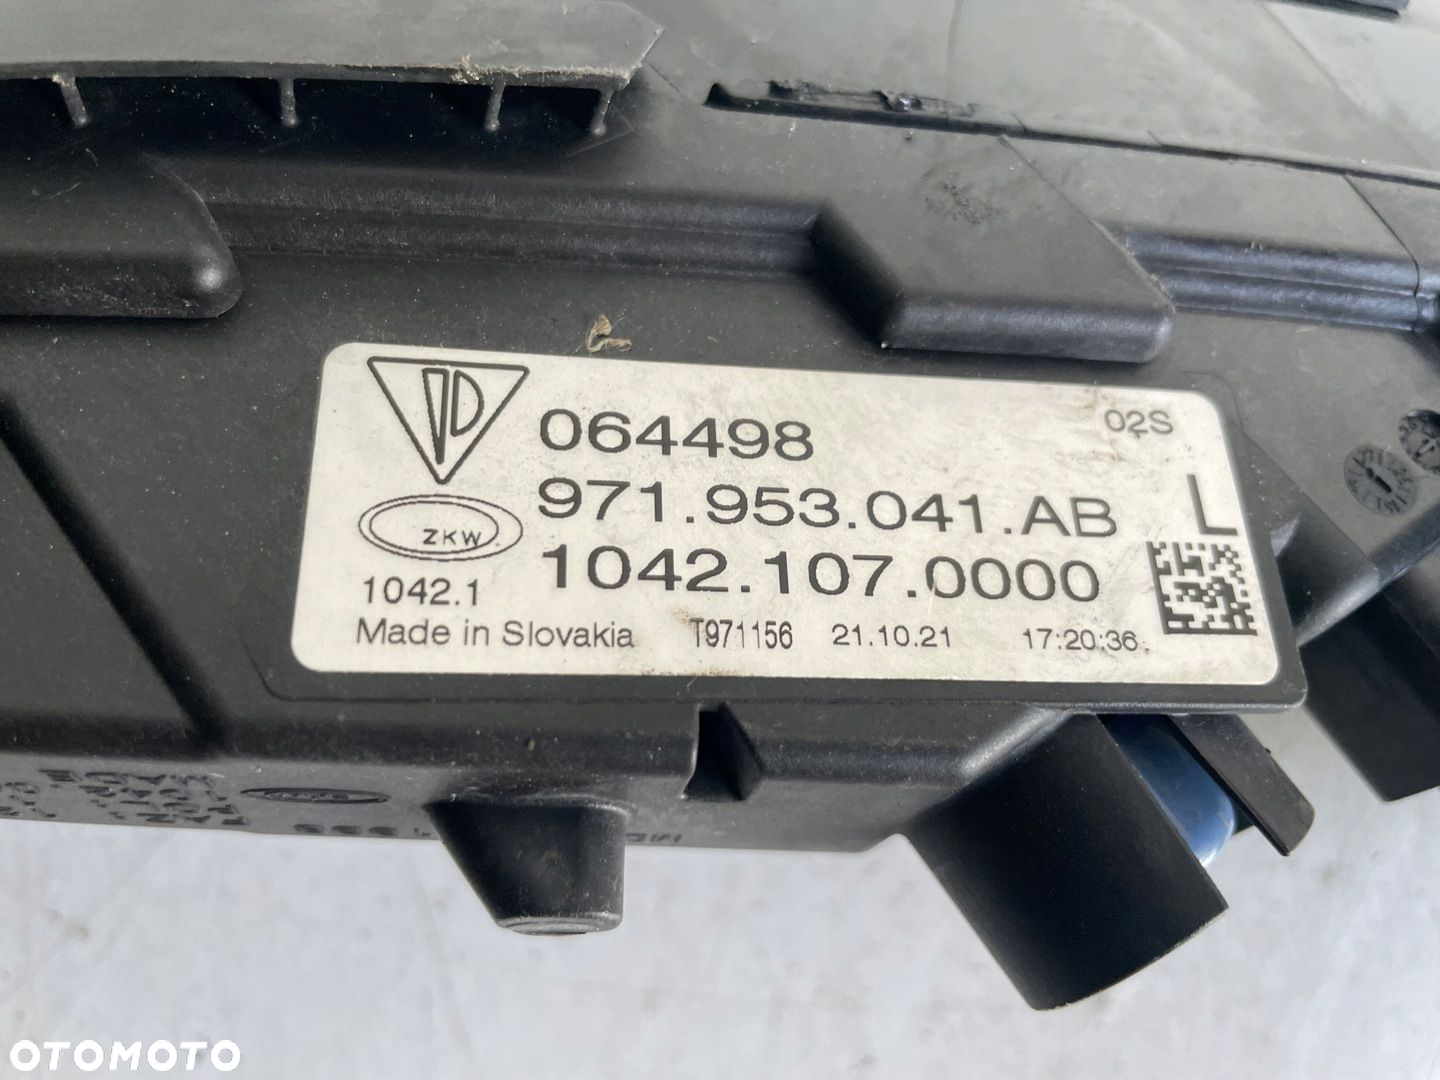 064498
02S
971.953.041.AB
L
ZKW
1042.107.0000
1042.1
Made in Slovakia
T971156
21.10.21
17:20:36
OTOMOTO